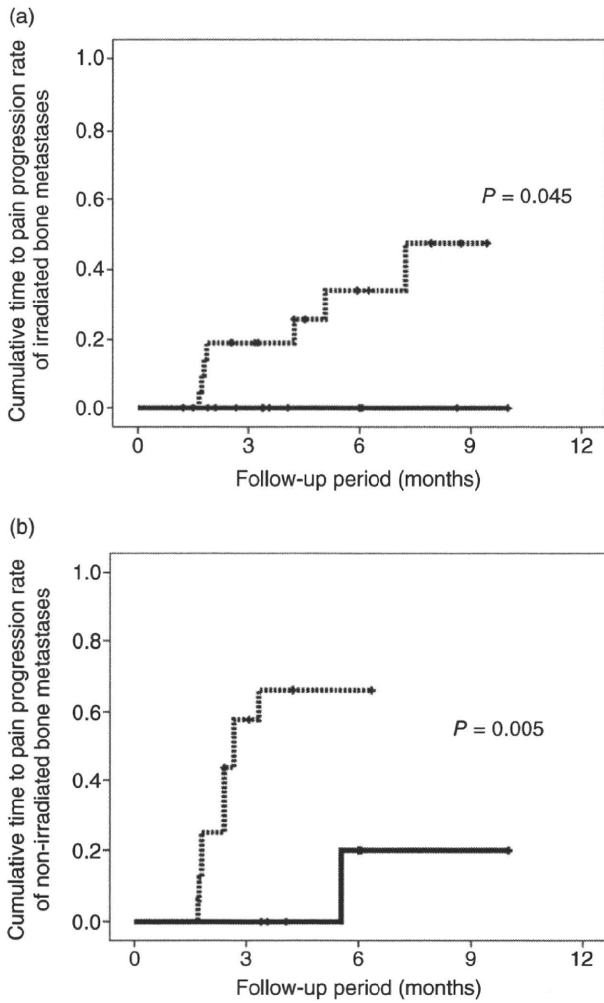 (a)
Cumulative time to pain progression rate
of irradiated bone metastases
1.0
0.8
0.6
0.4
0.2
0.0
P = 0.045
0 3 6 9 12
Follow-up period (months)
(b)
Cumulative time to pain progression rate
of non-irradiated bone metastases
1.0
0.8
0.6
0.4
0.2
0.0
P = 0.005
0 3 6 9 12
Follow-up period (months)